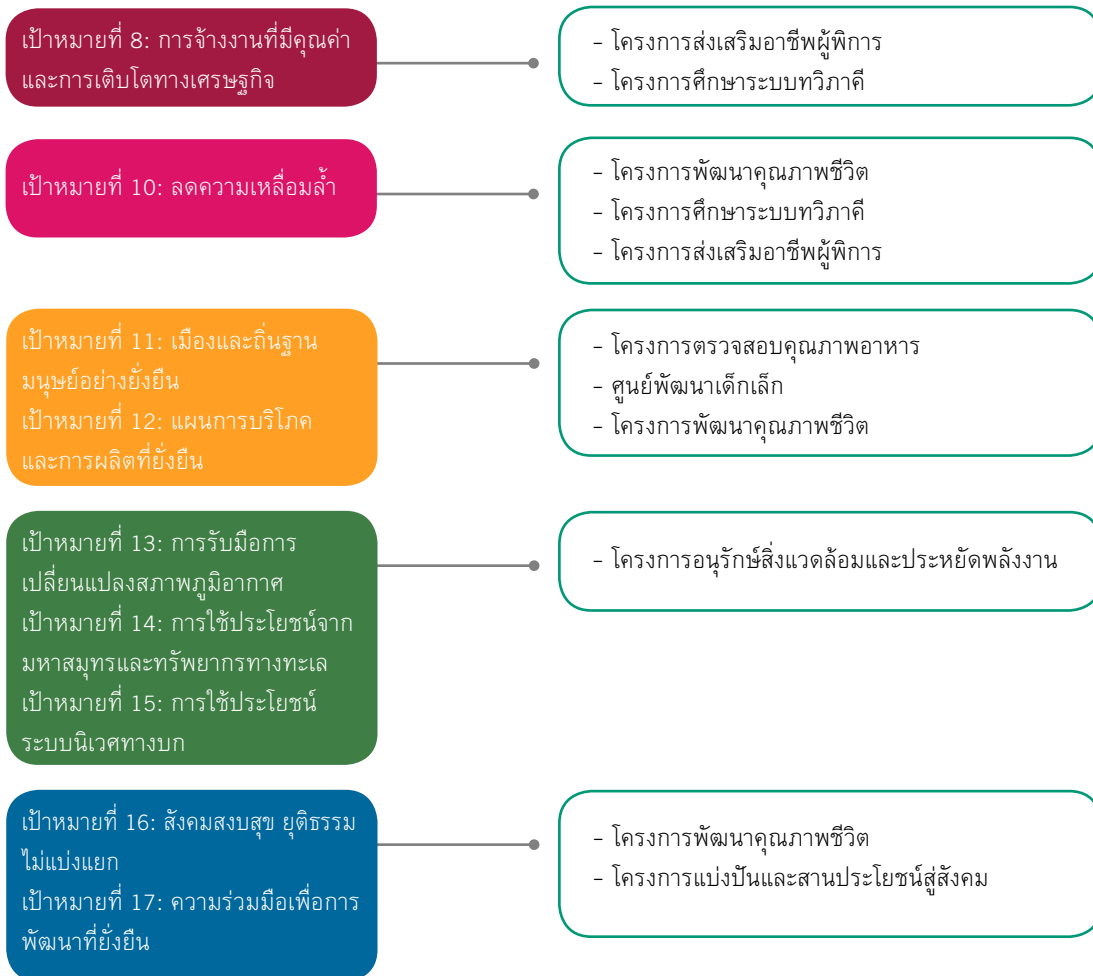 เป้าหมายที่ 8: การจ้างงานที่มีคุณค่า
และการเติบโตทางเศรษฐกิจ
– โครงการส่งเสริมอาชีพผู้พิการ
– โครงการศึกษาระบบทวิภาคี
เป้าหมายที่ 10: ลดความเหลื่อมล้ำ
– โครงการพัฒนาคุณภาพชีวิต
– โครงการศึกษาระบบทวิภาคี
– โครงการส่งเสริมอาชีพผู้พิการ
เป้าหมายที่ 11: เมืองและถิ่นฐาน
มนุษย์อย่างยั่งยืน
เป้าหมายที่ 12: แผนการบริโภค
และการผลิตที่ยั่งยืน
– โครงการตรวจสอบคุณภาพอาหาร
– ศูนย์พัฒนาเด็กเล็ก
– โครงการพัฒนาคุณภาพชีวิต
เป้าหมายที่ 13: การรับมือการ
เปลี่ยนแปลงสภาพภูมิอากาศ
เป้าหมายที่ 14: การใช้ประโยชน์จาก
มหาสมุทรและทรัพยากรทางทะเล
เป้าหมายที่ 15: การใช้ประโยชน์
ระบบนิเวศทางบก
– โครงการอนุรักษ์สิ่งแวดล้อมและประหยัดพลังงาน
เป้าหมายที่ 16: สังคมสงบสุข ยุติธรรม
ไม่แบ่งแยก
เป้าหมายที่ 17: ความร่วมมือเพื่อการ
พัฒนาที่ยั่งยืน
– โครงการพัฒนาคุณภาพชีวิต
– โครงการแบ่งปันและสานประโยชน์สู่สังคม